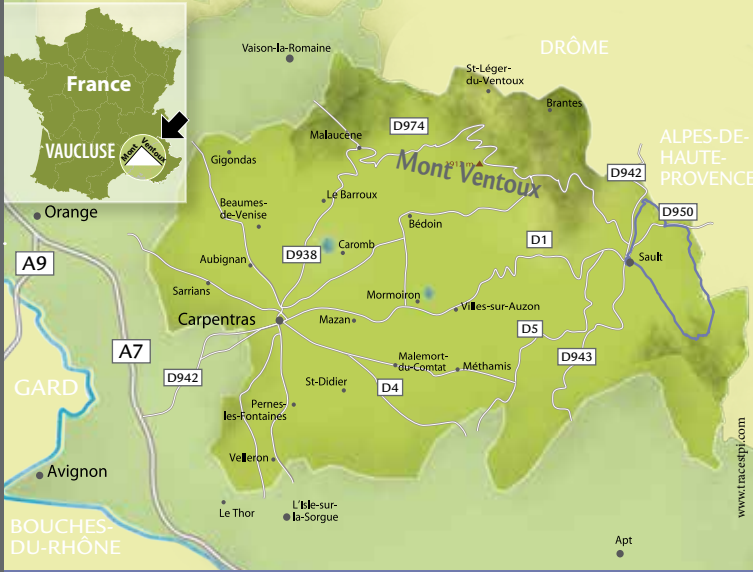 France
VAUCLUSE
Mont Ventoux
Vaison-la-Romaine
DRÔME
St-Léger-
du-Ventoux
Brantes
D974
Malaucène
Gigondas
Mont Ventoux
1912 m
ALPES-DE-
HAUTE-
PROVENCE
D942
D950
Orange
Beaumes-
de-Venise
Le Barroux
Bédoin
A9
D938
Caromb
D1
Sault
Aubignan
Sarrians
Mormoiron
Villes-sur-Auzon
Carpentras
Mazan
D5
A7
D942
Malemort-
du-Comtat
Méthamis
D943
GARD
St-Didier
D4
Pernes-
les-Fontaines
Velleron
Avignon
Le Thor
L'Isle-sur-
la-Sorgue
BOUCHES-
DU-RHÔNE
Apt
www.tracestpi.com